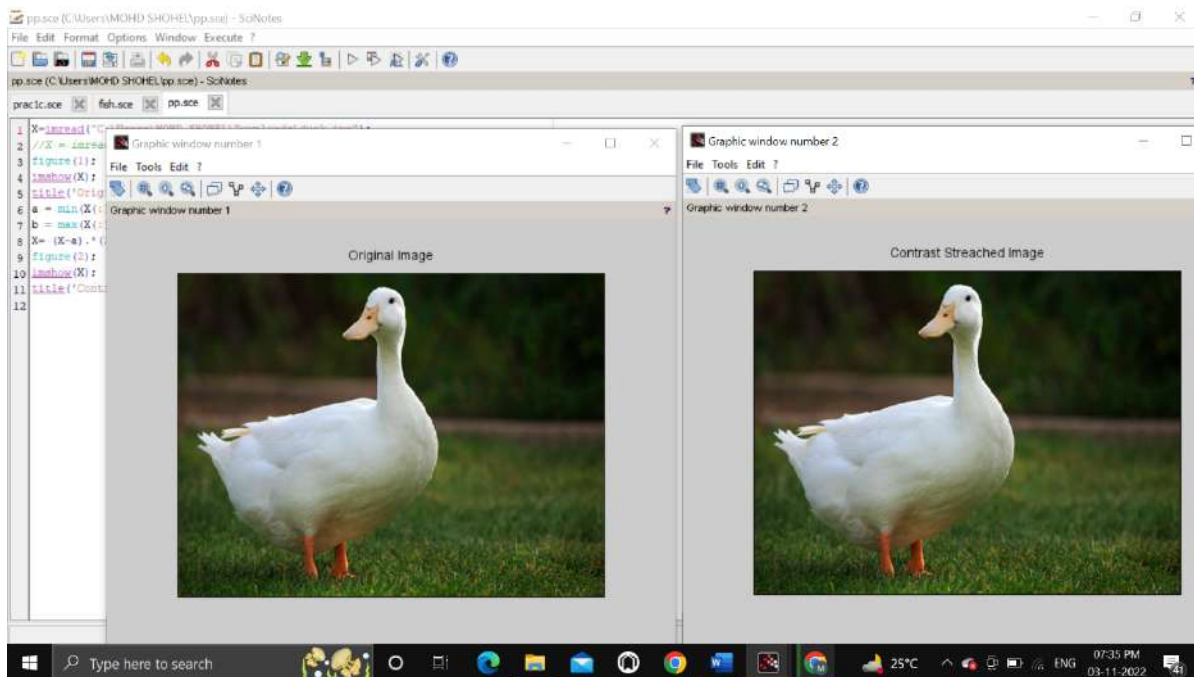 pp.sce (C:\Users\MOHD SHOHEL\pp.sce) - SciNotes
File Edit Format Options Window Execute ?
pp.sce (C:\Users\MOHD SHOHEL\pp.sce) - SciNotes
prac1c.sce fish.sce pp.sce
1 X=imread("C:\Users\MOHD SHOHEL\
2 //X = imrea
3 figure(1);
4 imshow(X);
5 title('Orig
6 a = min(X(:
7 b = max(X(:
8 X= (X-a).*(
9 figure(2);
10 imshow(X);
11 title('Cont
12
Graphic window number 1
File Tools Edit ?
Graphic window number 1 ?
Original Image
Graphic window number 2
File Tools Edit ?
Graphic window number 2
Contrast Streached Image
Type here to search
25°C ENG 07:35 PM
03-11-2022
41